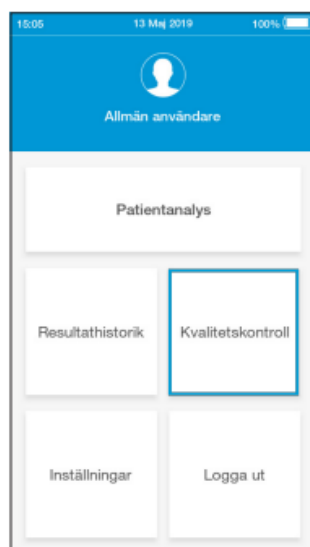 15:05 13 Maj 2019 100%
Allmän användare
Patientanalys
Resultathistorik Kvalitetskontroll
Inställningar Logga ut